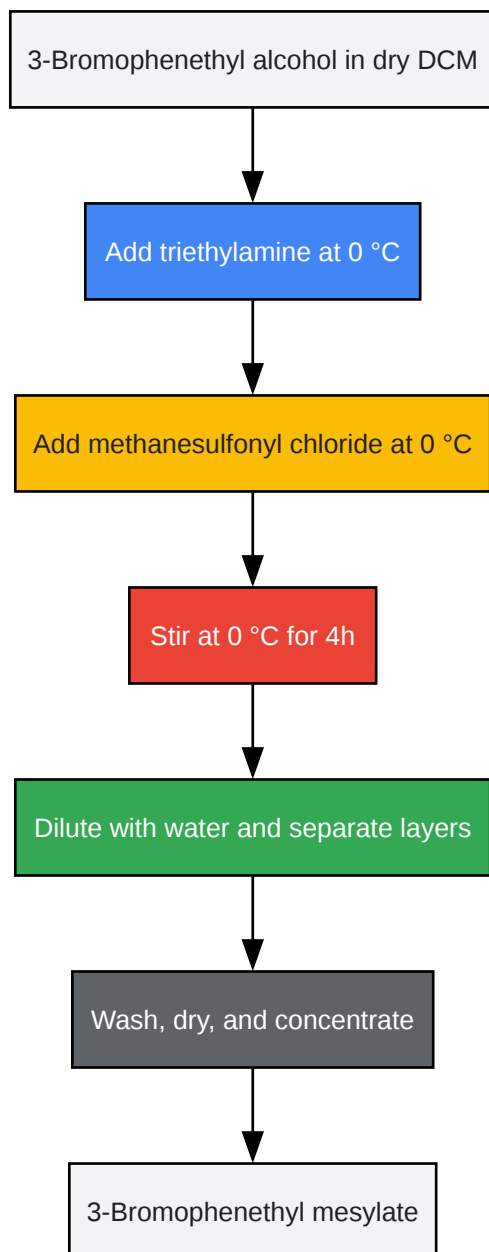 3-Bromophenethyl alcohol in dry DCM
Add triethylamine at 0 °C
Add methanesulfonyl chloride at 0 °C
Stir at 0 °C for 4h
Dilute with water and separate layers
Wash, dry, and concentrate
3-Bromophenethyl mesylate